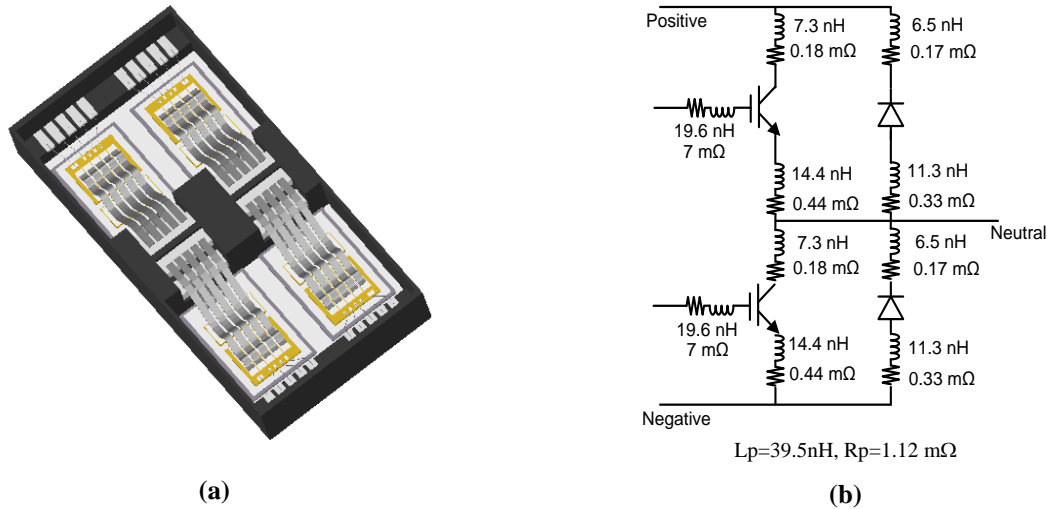 Positive
7.3 nH
0.18 mΩ
6.5 nH
0.17 mΩ
19.6 nH
7 mΩ
14.4 nH
0.44 mΩ
11.3 nH
0.33 mΩ
Neutral
7.3 nH
0.18 mΩ
6.5 nH
0.17 mΩ
19.6 nH
7 mΩ
14.4 nH
0.44 mΩ
11.3 nH
0.33 mΩ
Negative
Lp=39.5nH, Rp=1.12 mΩ
(a)
(b)